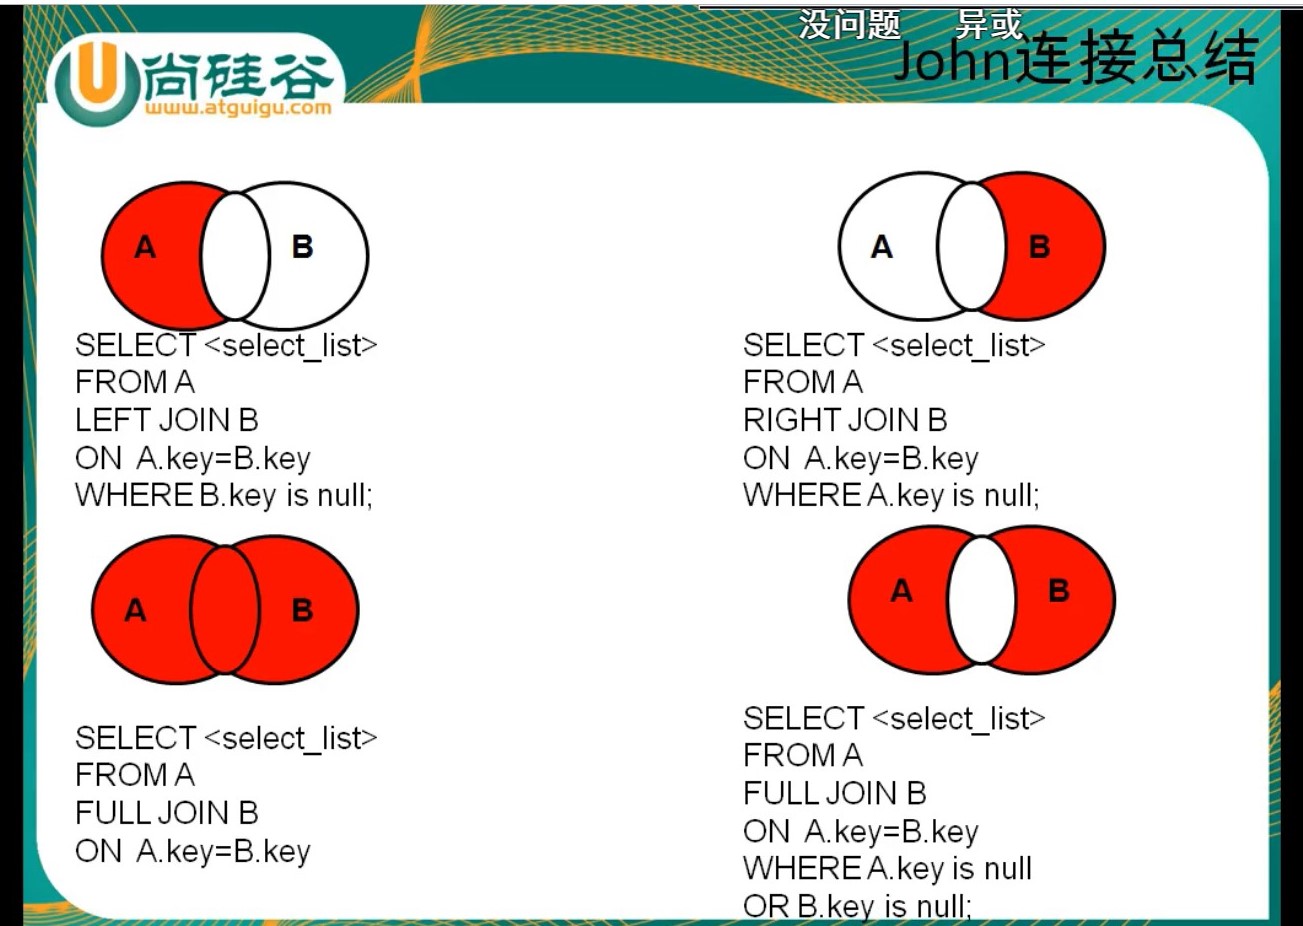 没问题 异或
John连接总结
U尚硅谷
www.atguigu.com
A B
SELECT <select_list>
FROM A
LEFT JOIN B
ON A.key=B.key
WHERE B.key is null;
A B
SELECT <select_list>
FROM A
RIGHT JOIN B
ON A.key=B.key
WHERE A.key is null;
A B
SELECT <select_list>
FROM A
FULL JOIN B
ON A.key=B.key
A B
SELECT <select_list>
FROM A
FULL JOIN B
ON A.key=B.key
WHERE A.key is null
OR B.key is null;